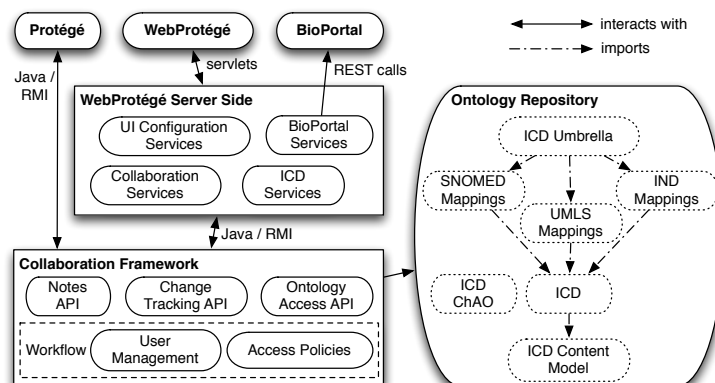 Protégé
WebProtégé
BioPortal
interacts with
imports
servlets
REST calls
Java /
RMI
WebProtégé Server Side
UI Configuration
Services
BioPortal
Services
Collaboration
Services
ICD
Services
Java / RMI
Collaboration Framework
Notes
API
Change
Tracking API
Ontology
Access API
Workflow
User
Management
Access Policies
Ontology Repository
ICD Umbrella
SNOMED
Mappings
UMLS
Mappings
IND
Mappings
ICD
ChAO
ICD
ICD Content
Model